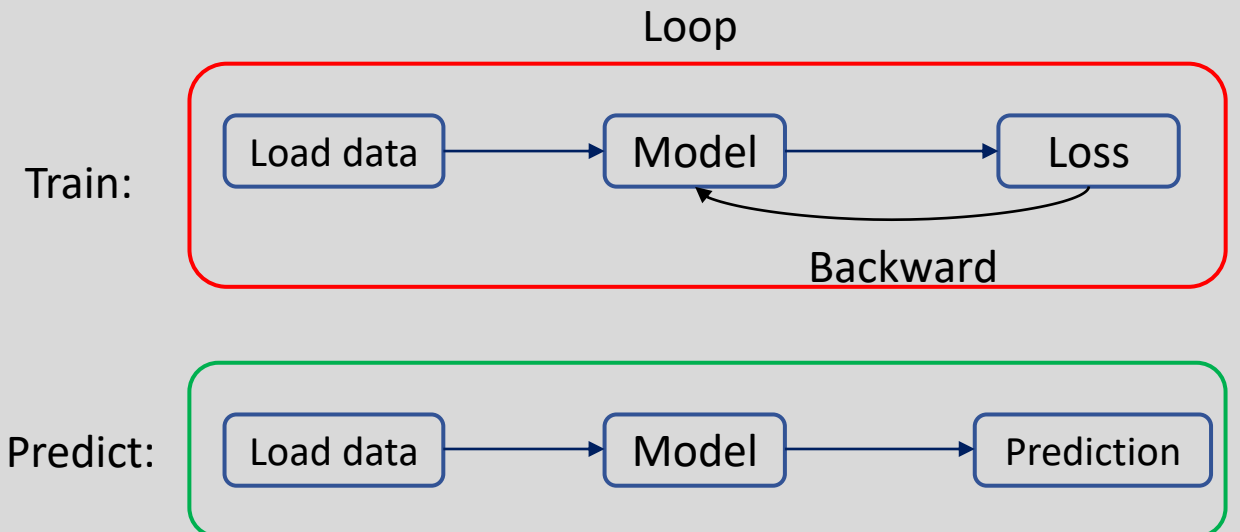 Loop
Train:
Load data
Model
Loss
Backward
Predict:
Load data
Model
Prediction